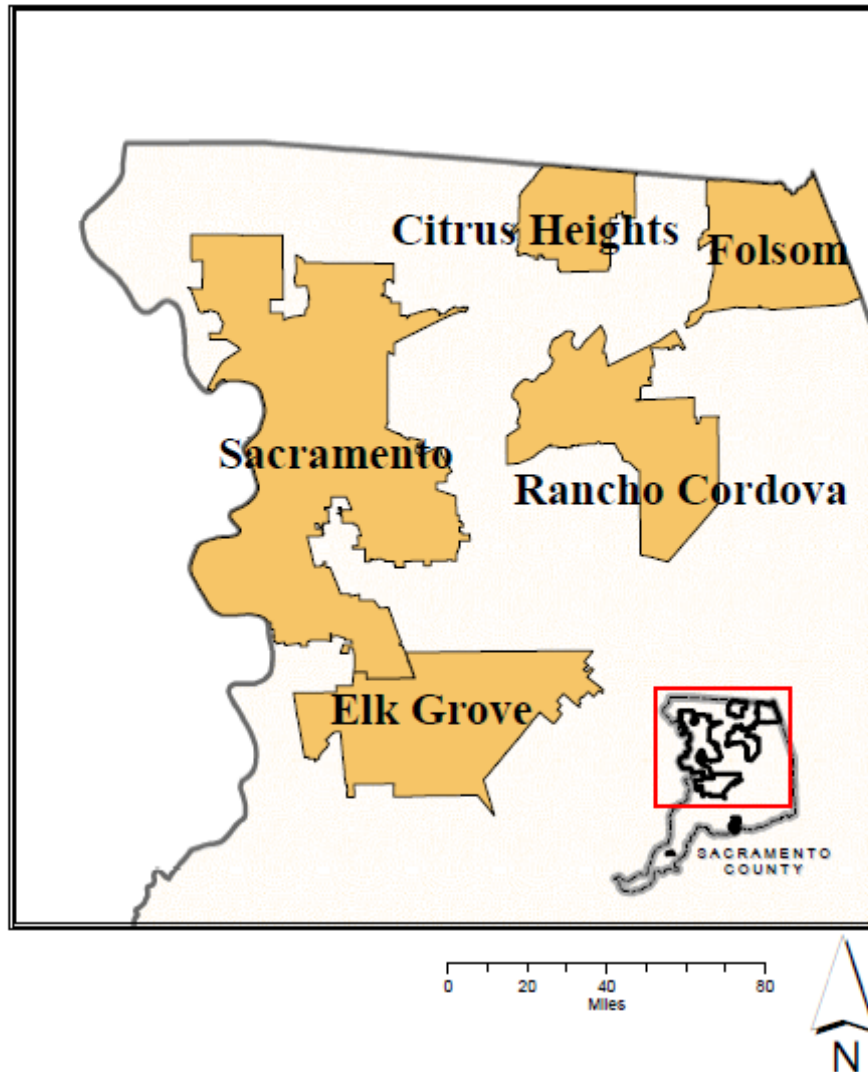 Citrus Heights
Folsom
Sacramento
Rancho Cordova
Elk Grove
SACRAMENTO
COUNTY
0 20 40 80
Miles
N